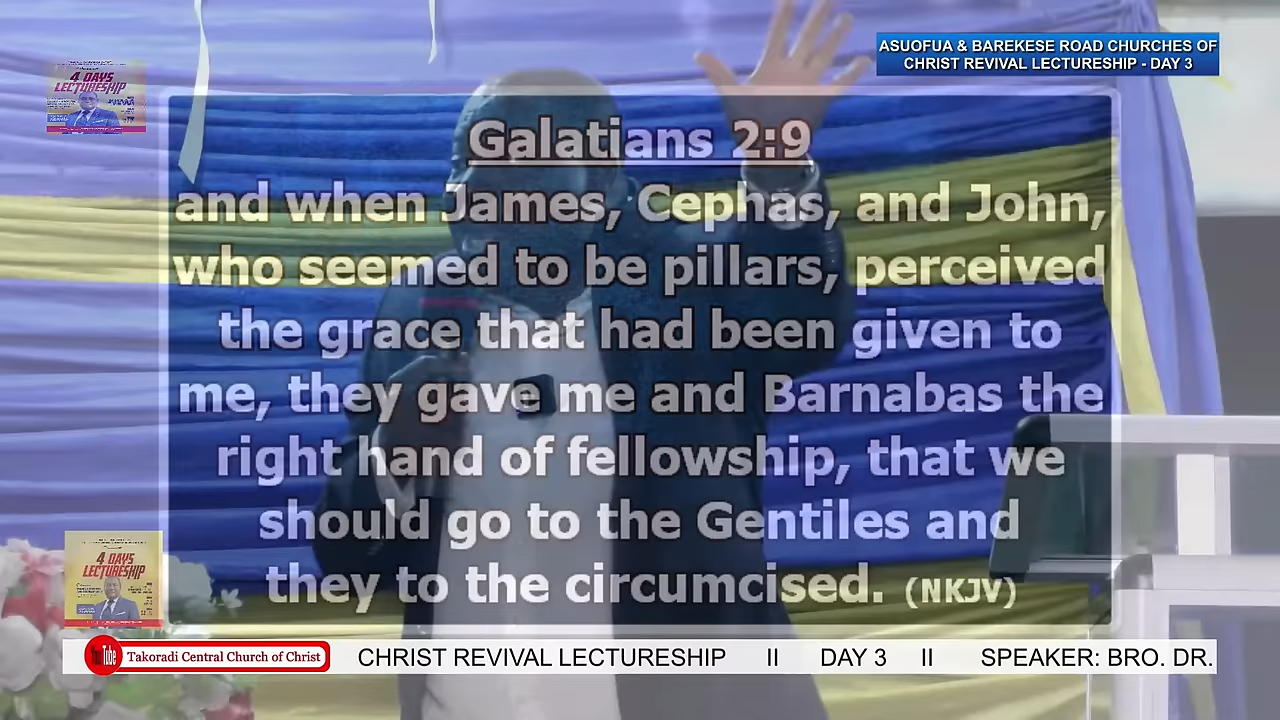 ASUOFUA & BAREKESE ROAD CHURCHES OF
CHRIST REVIVAL LECTURESHIP - DAY 3
4 DAYS
LECTURESHIP
Galatians 2:9
and when James, Cephas, and John,
who seemed to be pillars, perceived
the grace that had been given to
me, they gave me and Barnabas the
right hand of fellowship, that we
should go to the Gentiles and
they to the circumcised. (NKJV)
4 DAYS
LECTURESHIP
YouTube Takoradi Central Church of Christ CHRIST REVIVAL LECTURESHIP II DAY 3 II SPEAKER: BRO. DR.